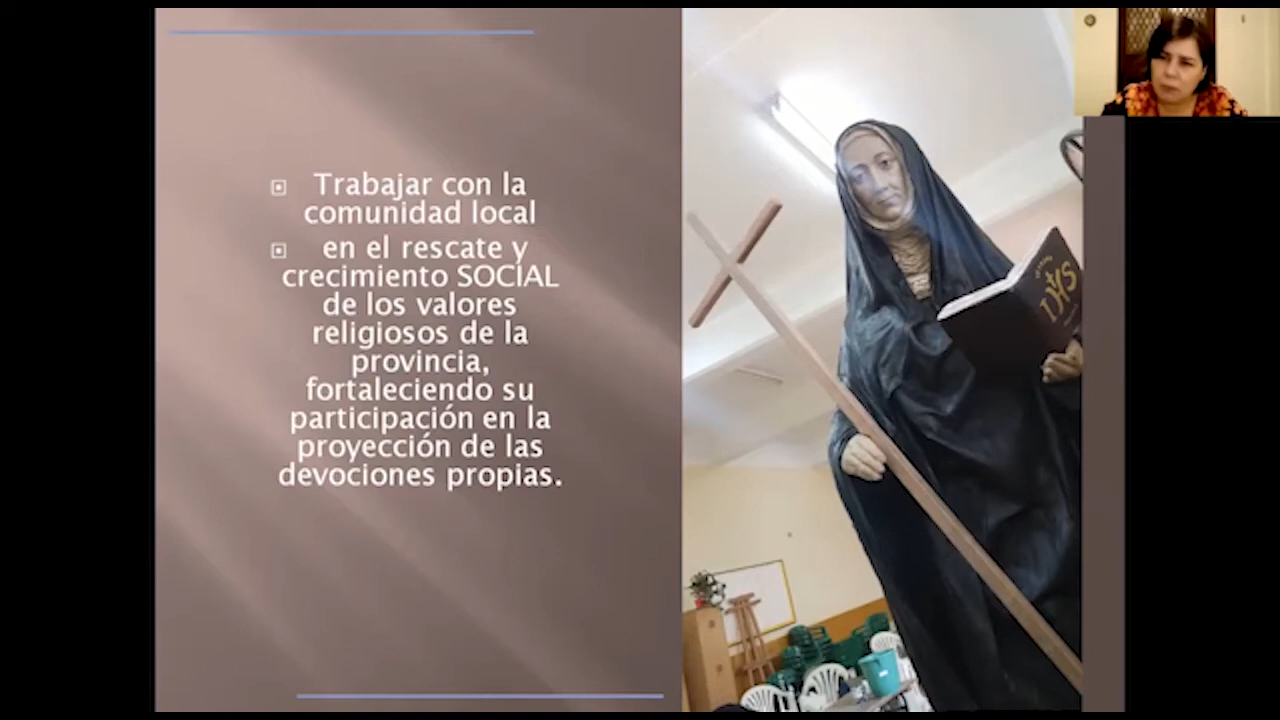 Trabajar con la
comunidad local
en el rescate y
crecimiento SOCIAL
de los valores
religiosos de la
provincia,
fortaleciendo su
participación en la
proyección de las
devociones propias.
IHS